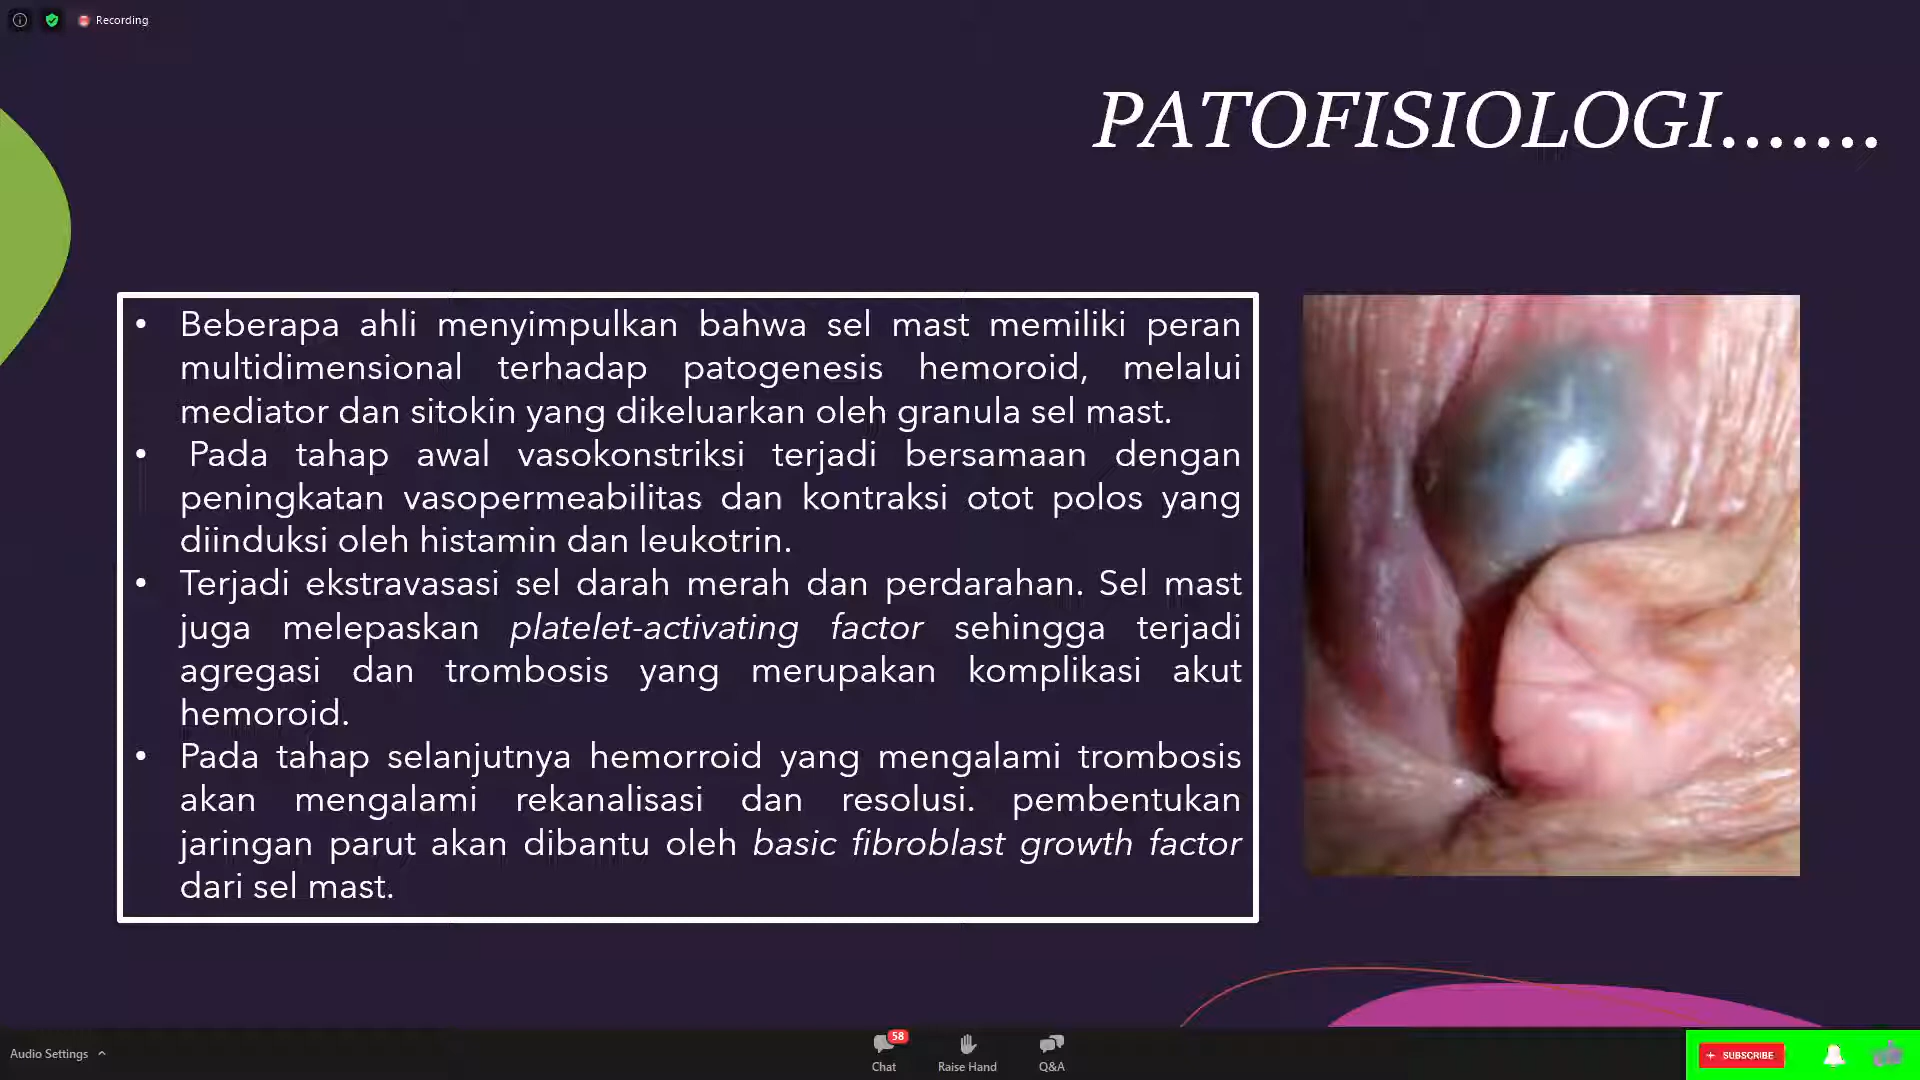 Recording
PATOFISIOLOGI.......
• Beberapa ahli menyimpulkan bahwa sel mast memiliki peran
multidimensional terhadap patogenesis hemoroid, melalui
mediator dan sitokin yang dikeluarkan oleh granula sel mast.
• Pada tahap awal vasokonstriksi terjadi bersamaan dengan
peningkatan vasopermeabilitas dan kontraksi otot polos yang
diinduksi oleh histamin dan leukotrin.
• Terjadi ekstravasasi sel darah merah dan perdarahan. Sel mast
juga melepaskan platelet-activating factor sehingga terjadi
agregasi dan trombosis yang merupakan komplikasi akut
hemoroid.
• Pada tahap selanjutnya hemorroid yang mengalami trombosis
akan mengalami rekanalisasi dan resolusi. pembentukan
jaringan parut akan dibantu oleh basic fibroblast growth factor
dari sel mast.
Audio Settings
58
Chat
Raise Hand
Q&A
+ SUBSCRIBE